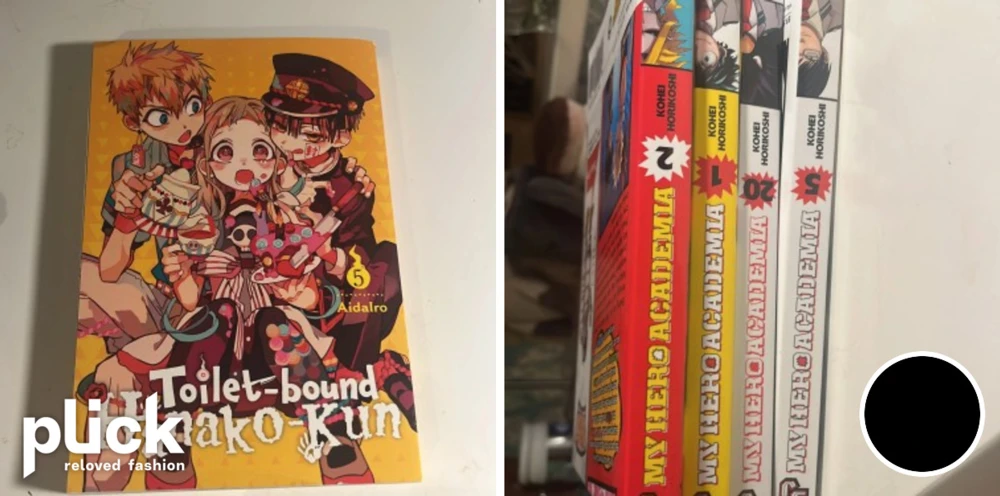 5
AidaIro
Toilet-bound
Hanako-Kun
plick
reloved fashion
KOHEI
HORIKOSHI
2
MY HERO ACADEMIA
KOHEI
HORIKOSHI
1
MY HERO ACADEMIA
KOHEI
HORIKOSHI
20
MY HERO ACADEMIA
KOHEI
HORIKOSHI
5
MY HERO ACADEMIA